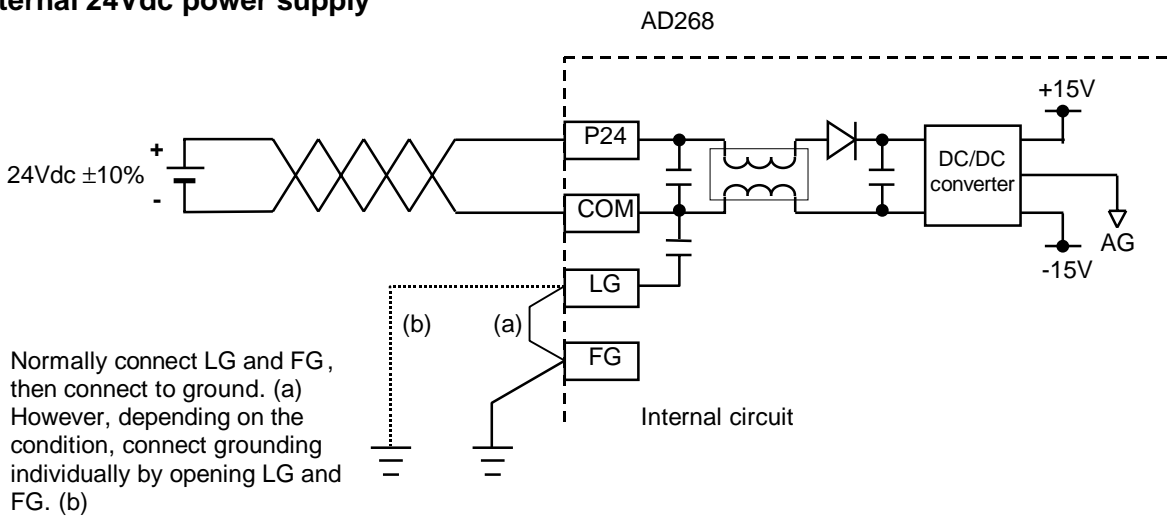 ternal 24Vdc power supply
AD268
+15V
P24
+
24Vdc ±10%
-
DC/DC
converter
COM
AG
-15V
LG
(b)
(a)
FG
Normally connect LG and FG,
then connect to ground. (a)
However, depending on the
condition, connect grounding
individually by opening LG and
FG. (b)
Internal circuit